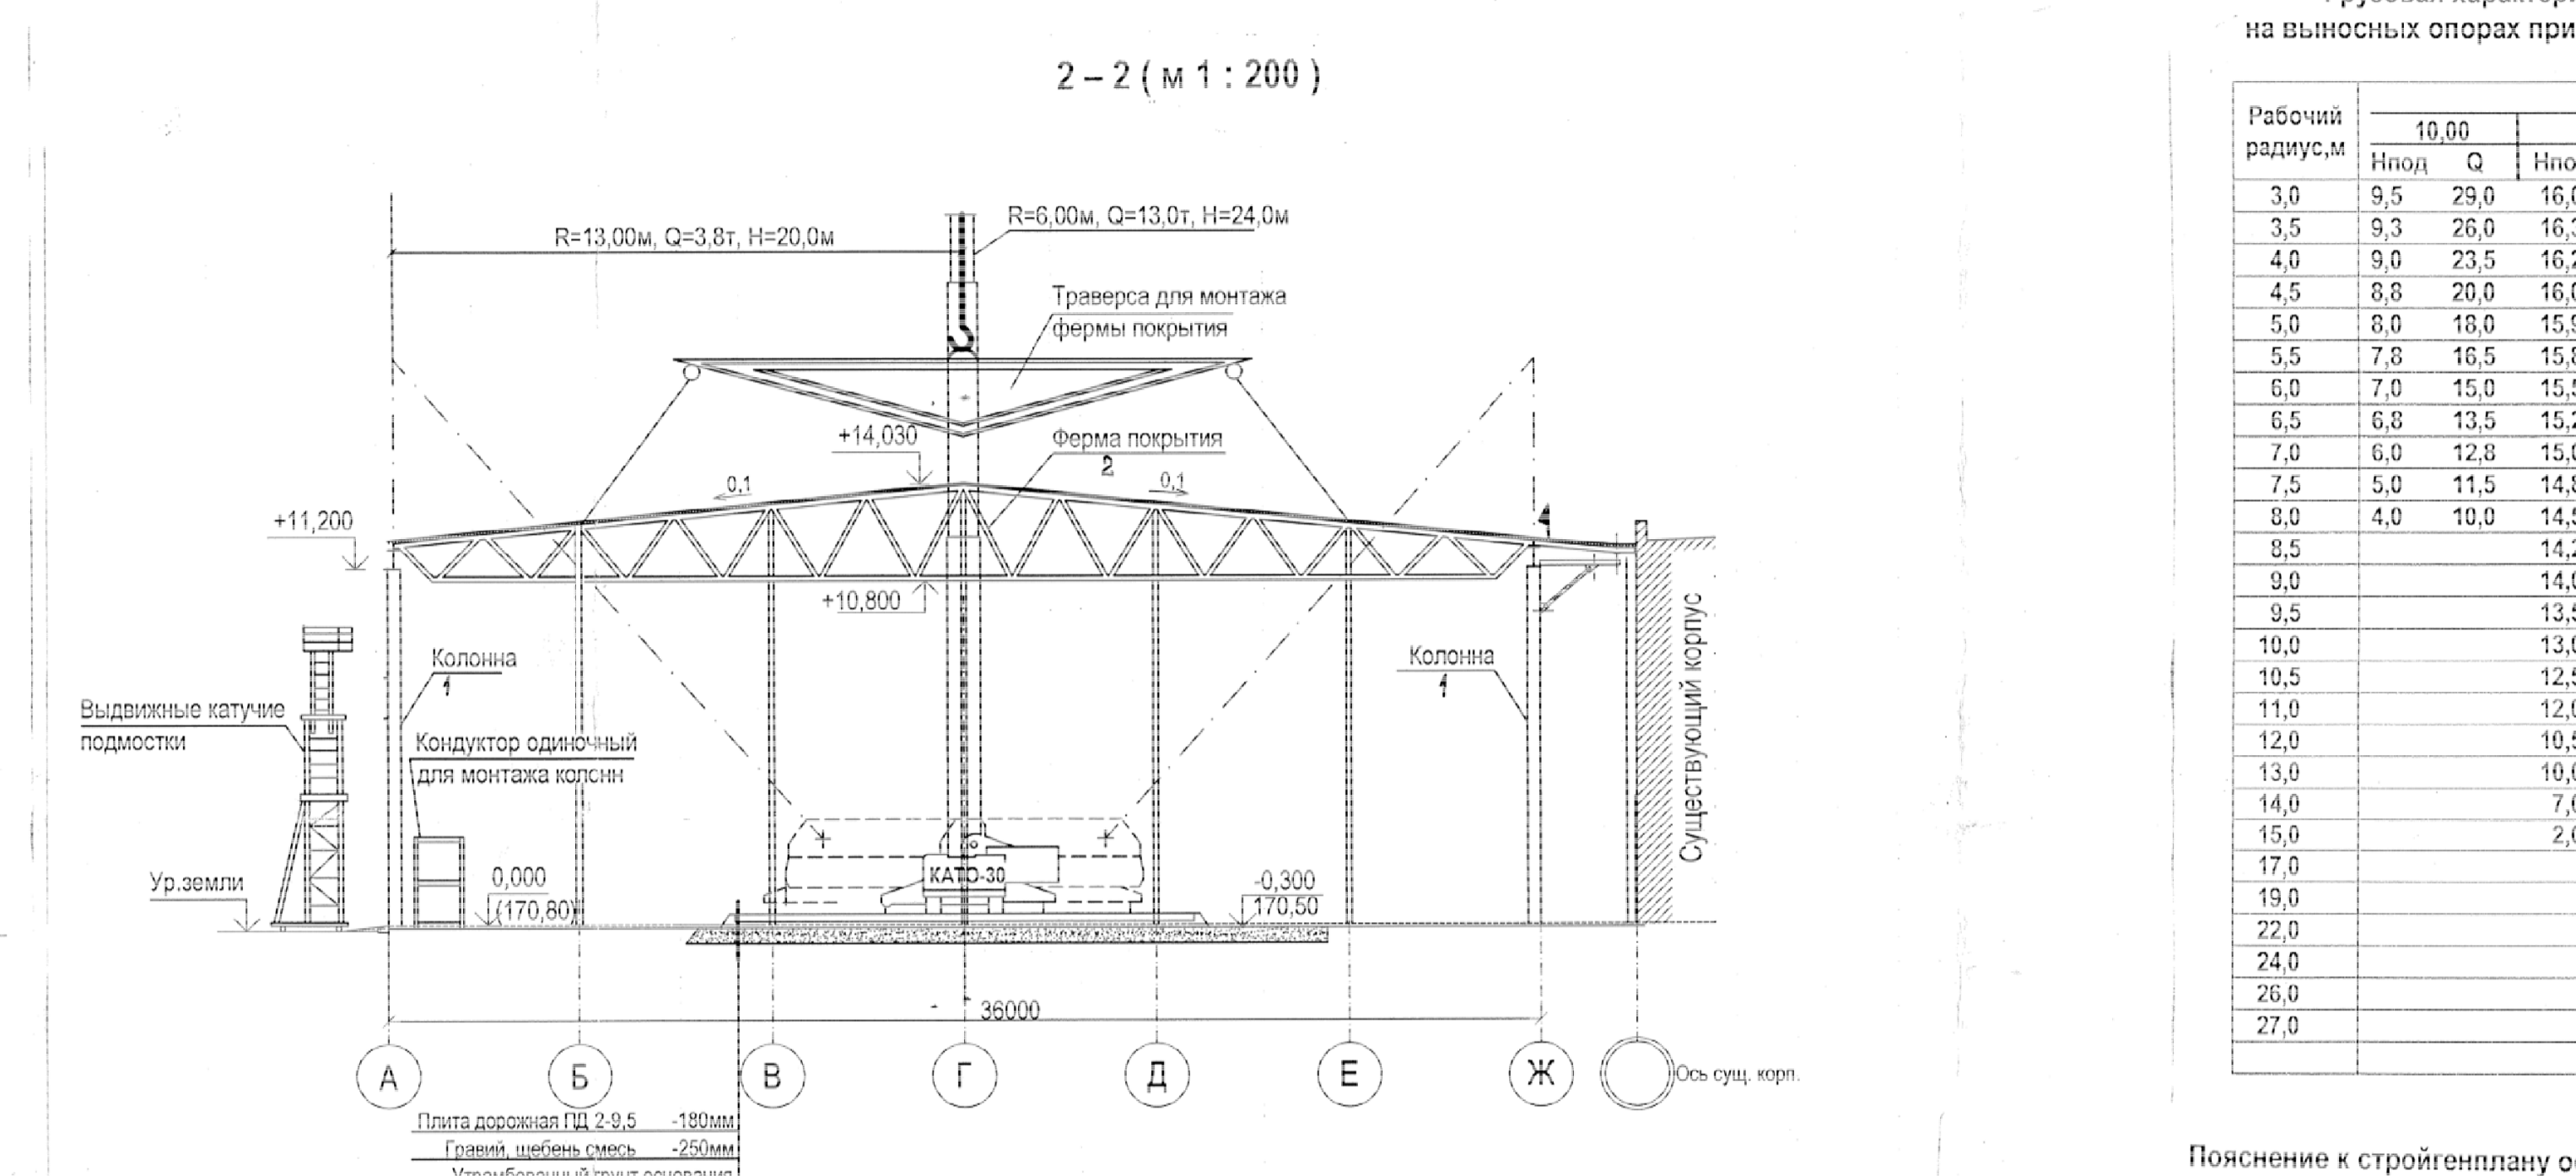 на выносных опорах при
2 – 2 ( м 1 : 200 )
R=13,00м, Q=3,8т, H=20,0м
R=6,00м, Q=13,0т, H=24,0м
Траверса для монтажа
фермы покрытия
+14,030
Ферма покрытия
2
0,1
0,1
+11,200
+10,800
Колонна
1
Колонна
1
Выдвижные катучие
подмостки
Кондуктор одиночный
для монтажа колонн
Существующий корпус
Ур.земли
0,000
(170,80)
КАТО-30
-0,300
170,50
36000
А Б В Г Д Е Ж
Ось сущ. корп.
Плита дорожная ПД 2-9,5 -180мм
Гравий, щебень смесь -250мм
Утрамбованный грунт основания
Рабочий
радиус,м
10,00
Нпод Q
3,0 9,5 29,0
3,5 9,3 26,0
4,0 9,0 23,5
4,5 8,8 20,0
5,0 8,0 18,0
5,5 7,8 16,5
6,0 7,0 15,0
6,5 6,8 13,5
7,0 6,0 12,8
7,5 5,0 11,5
8,0 4,0 10,0
8,5
9,0
9,5
10,0
10,5
11,0
12,0
13,0
14,0
15,0
17,0
19,0
22,0
24,0
26,0
27,0
Пояснение к стройгенплану